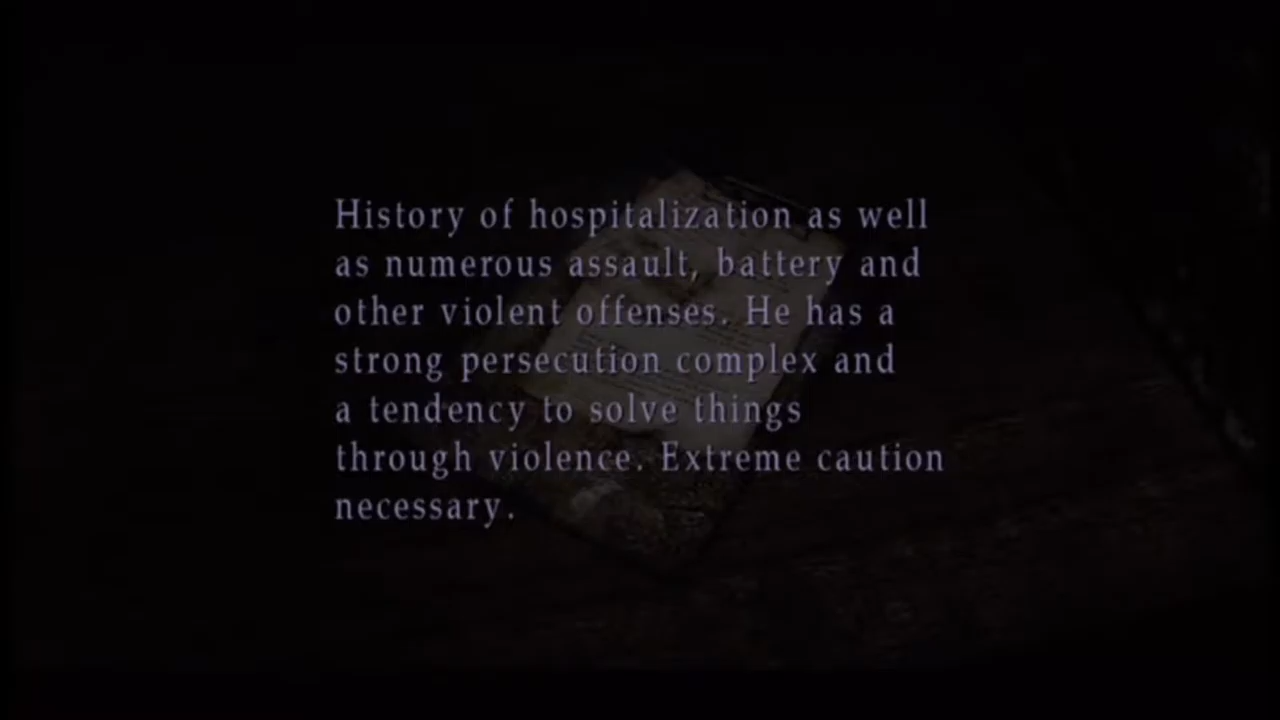 History of hospitalization as well
as numerous assault, battery and
other violent offenses. He has a
strong persecution complex and
a tendency to solve things
through violence. Extreme caution
necessary.